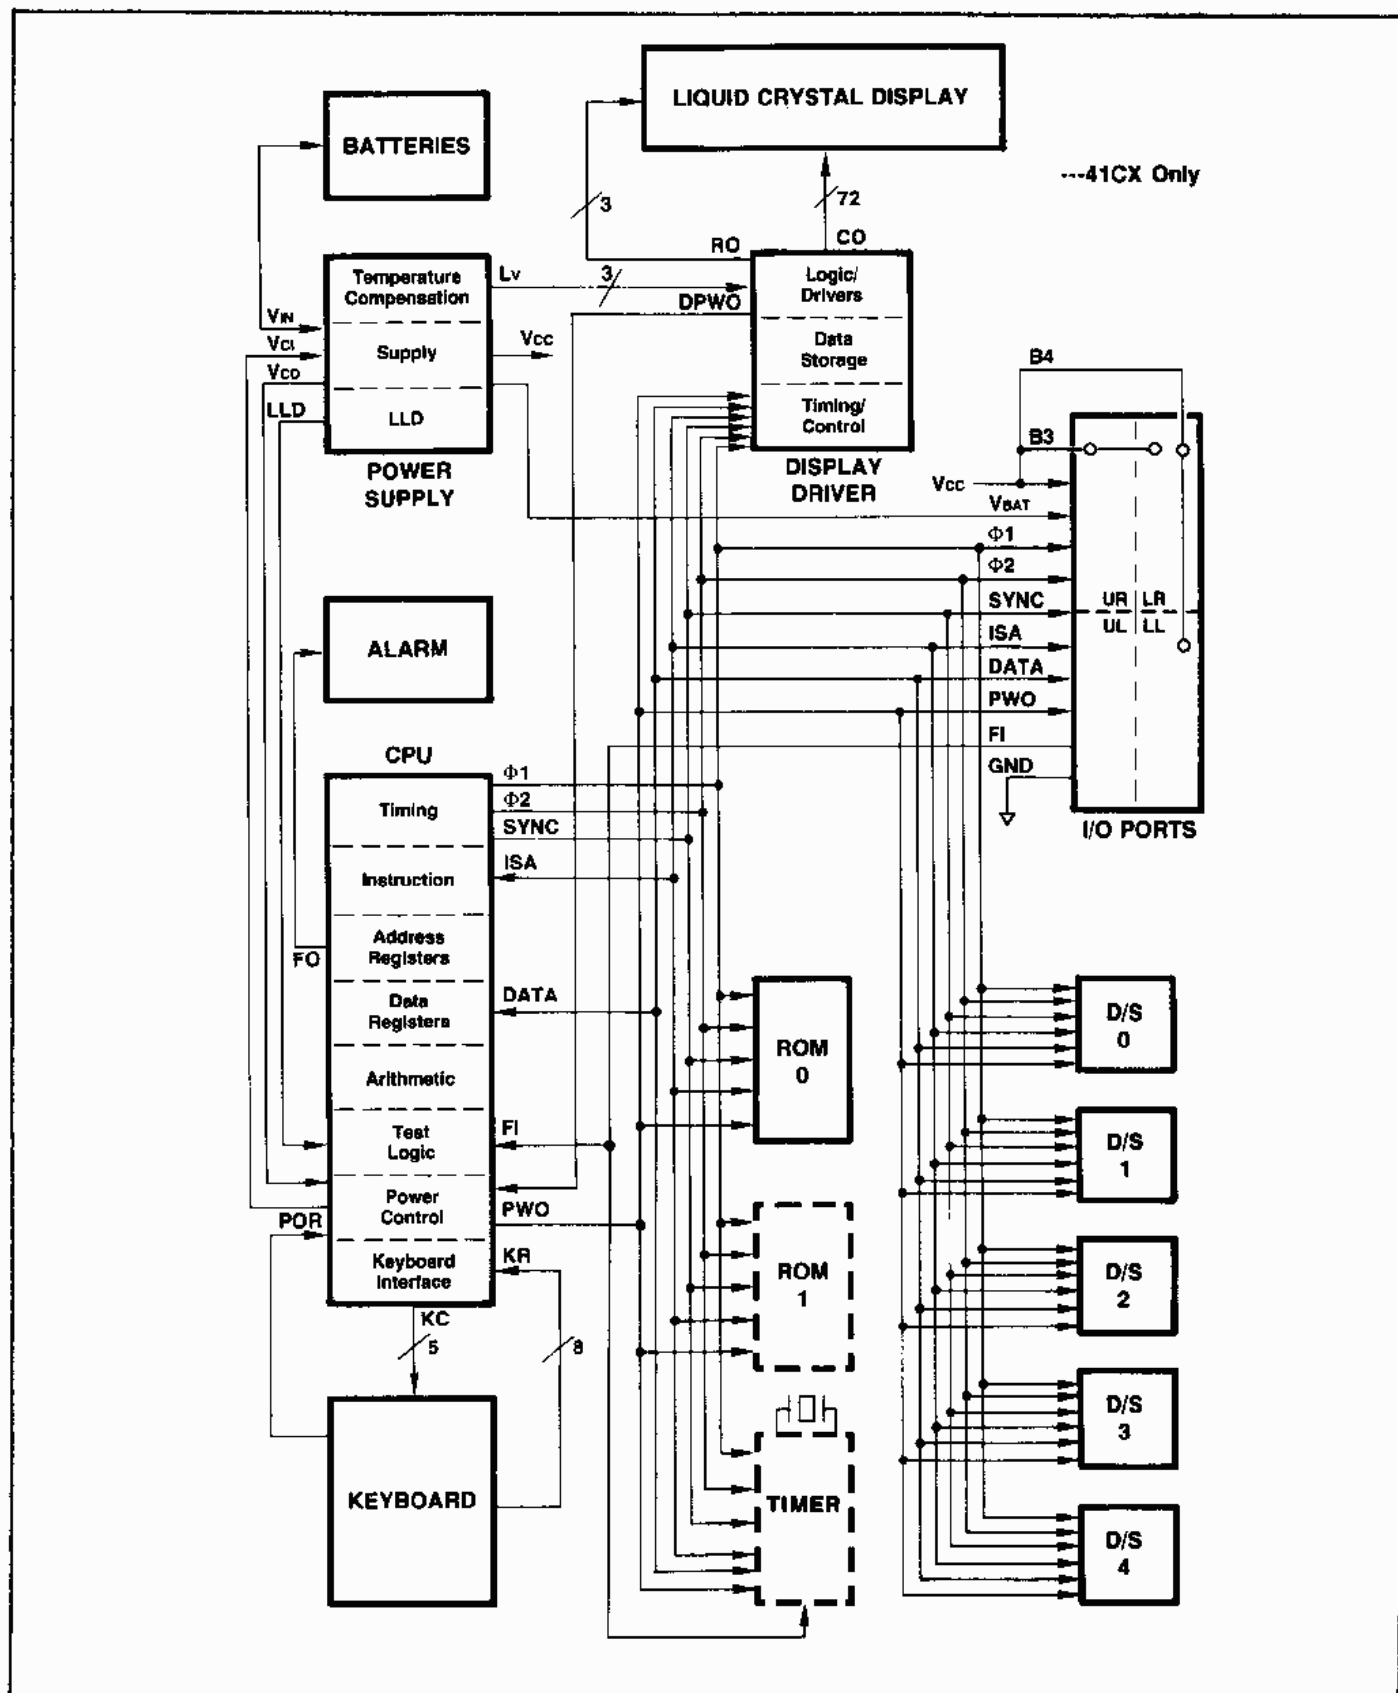 LIQUID CRYSTAL DISPLAY
BATTERIES
---41CX Only
3
72
RO
CO
Temperature
Compensation
Lv
3
Logic/
Drivers
DPWO
VIN
VCI
Supply
VCC
Data
Storage
VCO
LLD
LLD
Timing/
Control
POWER
SUPPLY
DISPLAY
DRIVER
B4
B3
VCC
VBAT
Φ1
Φ2
SYNC
UR
LR
UL
LL
ISA
DATA
PWO
FI
GND
I/O PORTS
ALARM
CPU
Φ1
Timing
Φ2
SYNC
ISA
Instruction
Address
Registers
FO
Data
Registers
DATA
Arithmetic
Test
Logic
FI
Power
Control
POR
PWO
Keyboard
Interface
KR
KC
5
8
KEYBOARD
ROM
0
ROM
1
TIMER
D/S
0
D/S
1
D/S
2
D/S
3
D/S
4